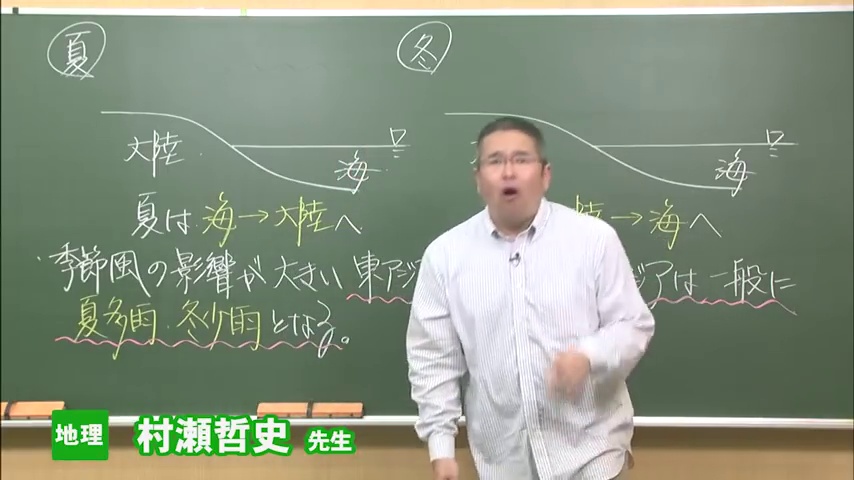 夏
冬
大陸
海
海
夏は 海→大陸へ
陸→海へ
季節風の影響が大きい 東アジ
ジアは一般に
夏多雨、冬少雨となる。
地理 村瀬哲史 先生